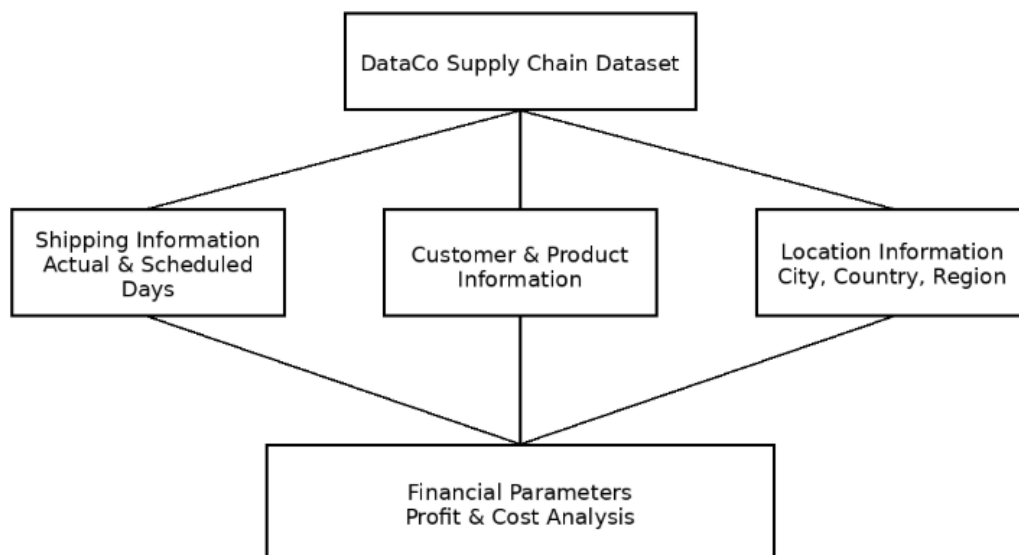 DataCo Supply Chain Dataset
Shipping Information
Actual & Scheduled
Days
Customer & Product
Information
Location Information
City, Country, Region
Financial Parameters
Profit & Cost Analysis